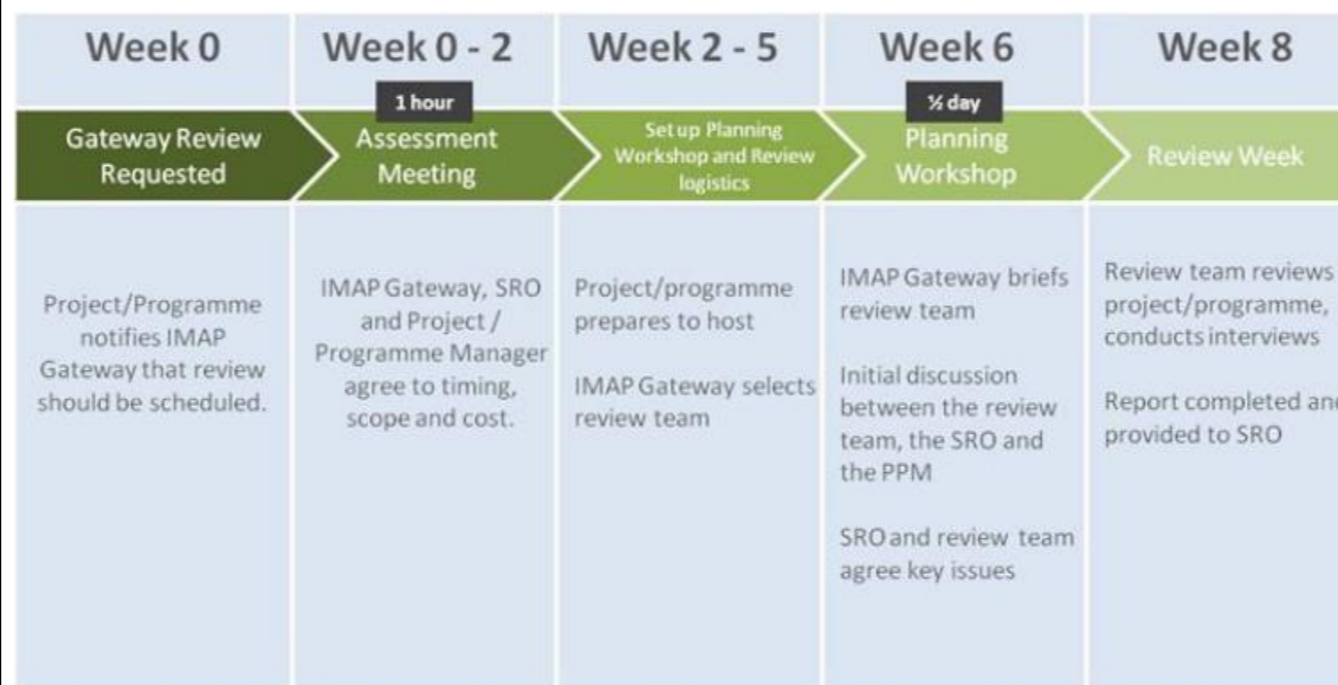 Week 0
Week 0 - 2
Week 2 - 5
Week 6
Week 8
1 hour
½ day
Gateway Review
Requested
Assessment
Meeting
Set up Planning
Workshop and Review
logistics
Planning
Workshop
Review Week
Project/Programme
notifies IMAP
Gateway that review
should be scheduled.
IMAP Gateway, SRO
and Project /
Programme Manager
agree to timing,
scope and cost.
Project/programme
prepares to host
IMAP Gateway selects
review team
IMAP Gateway briefs
review team
Initial discussion
between the review
team, the SRO and
the PPM
SRO and review team
agree key issues
Review team reviews
project/programme,
conducts interviews
Report completed and
provided to SRO